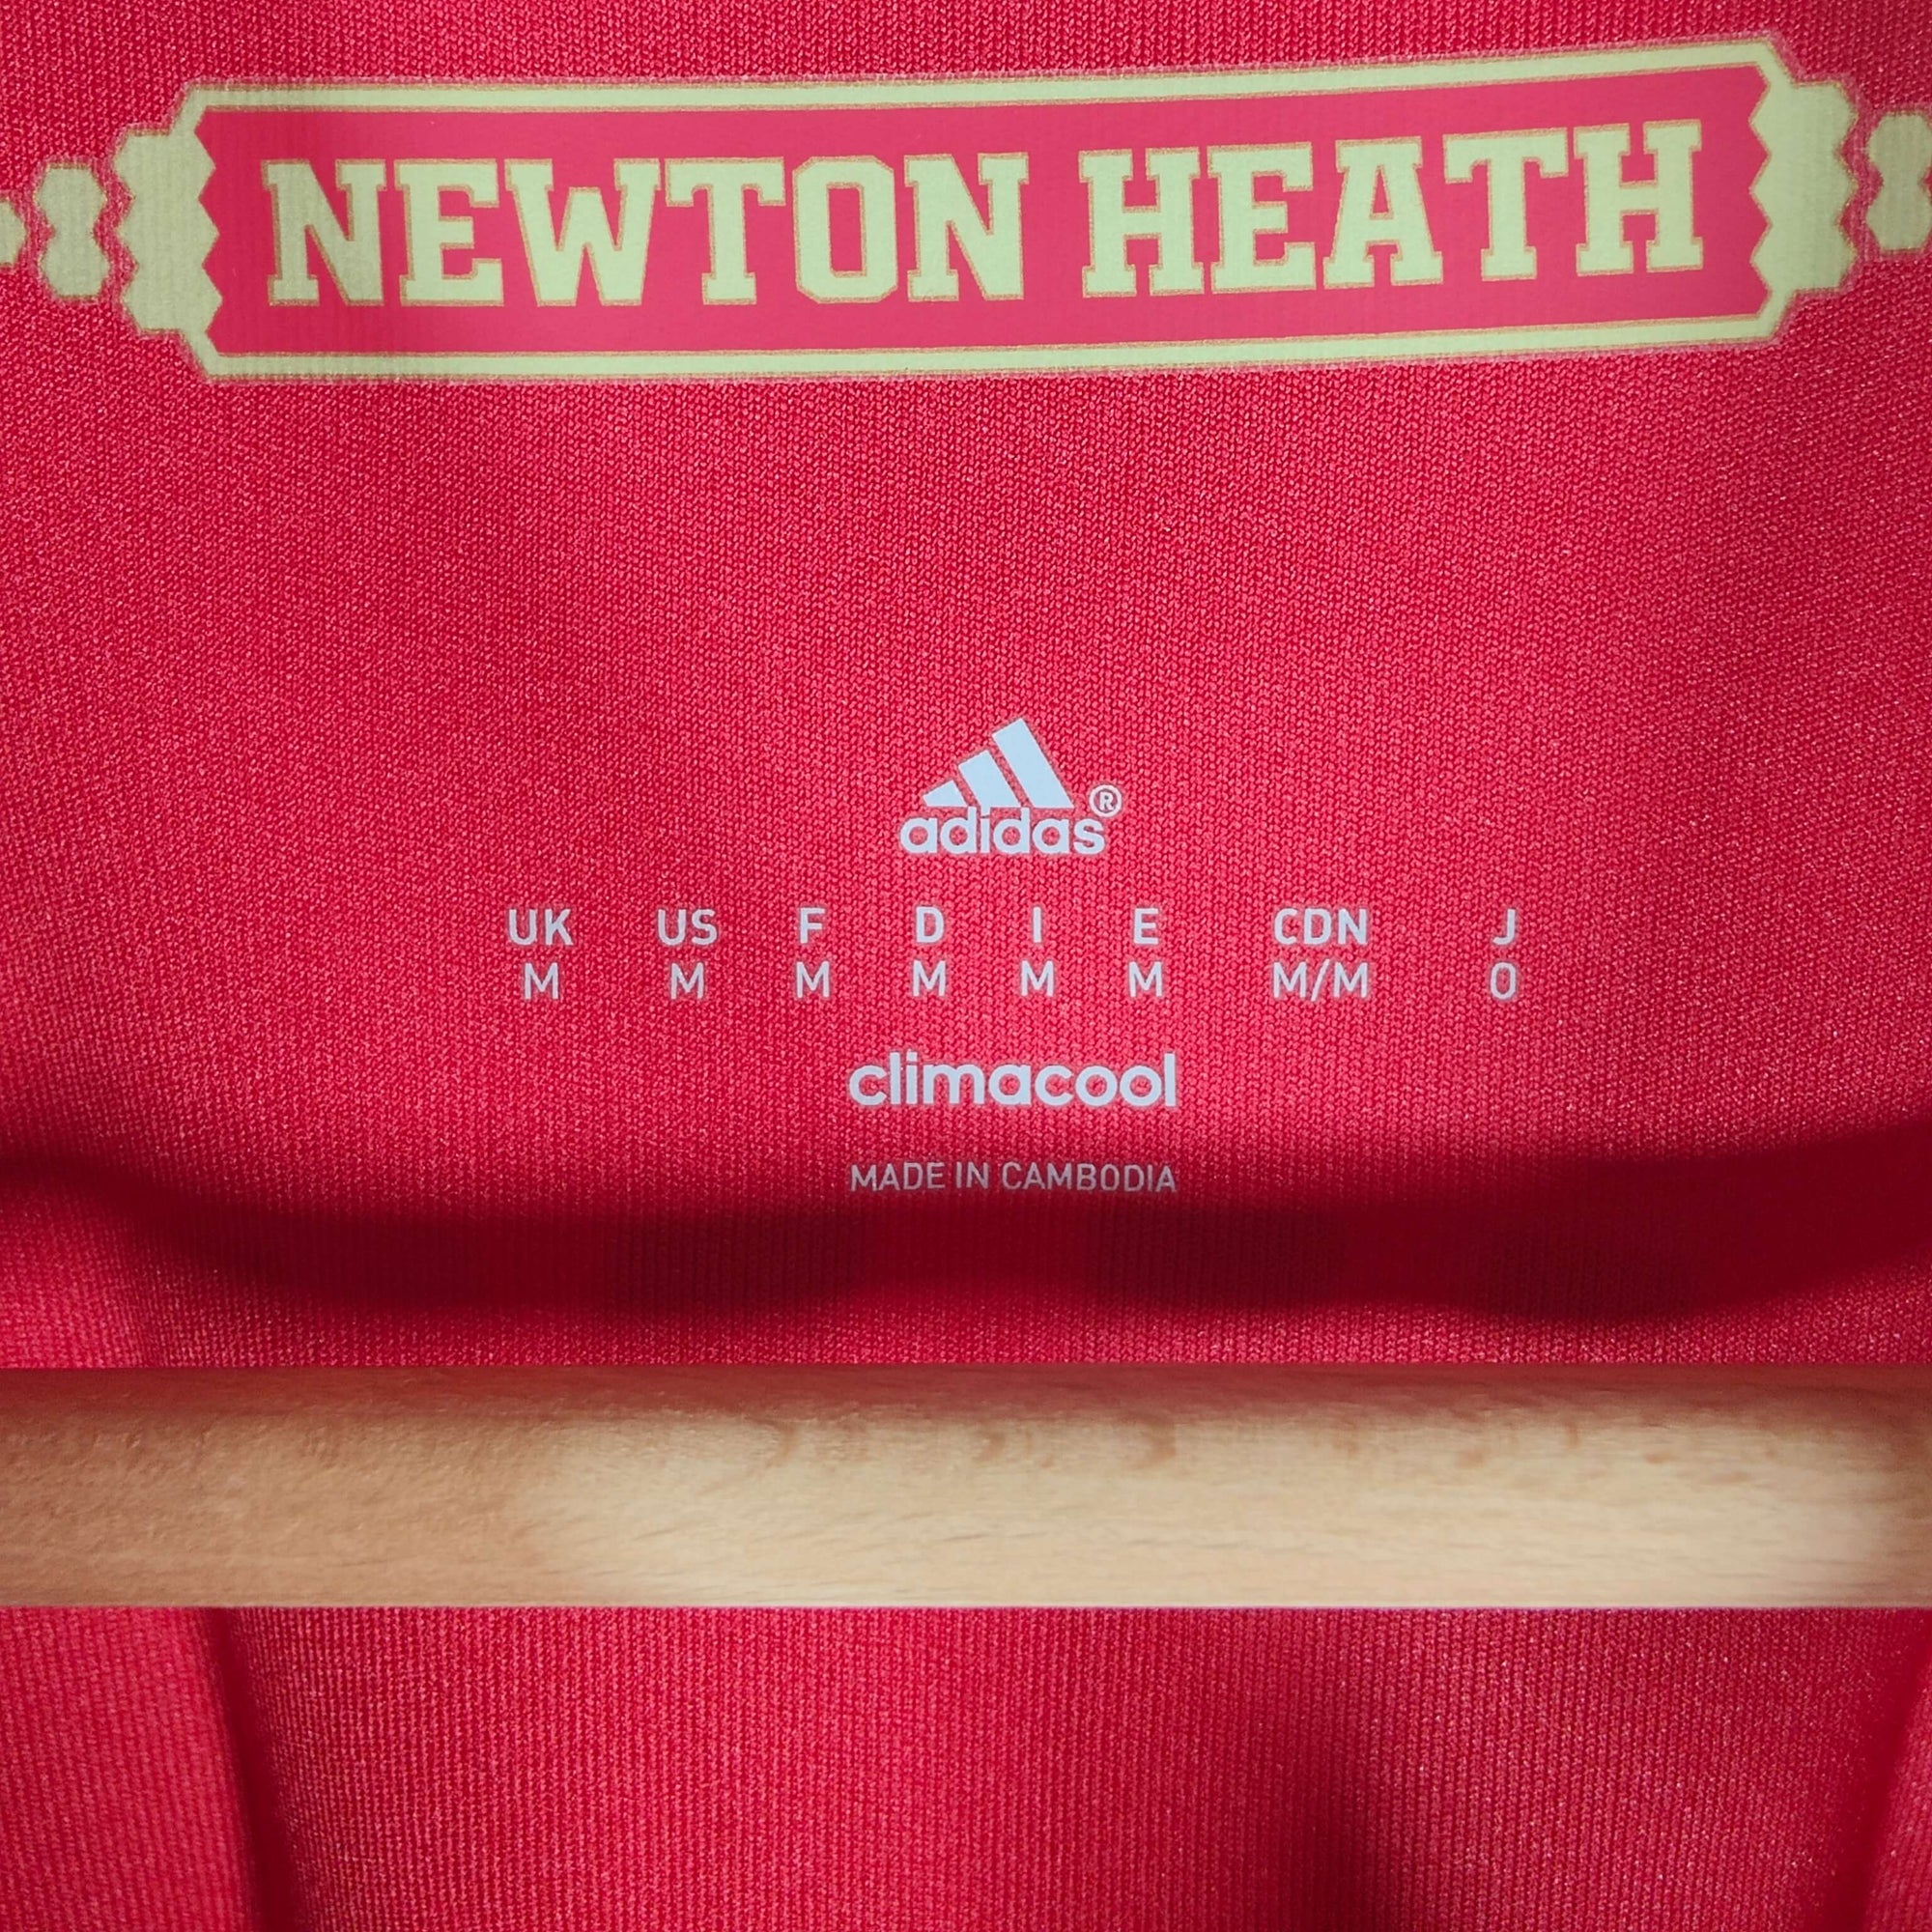 NEWTON HEATH
adidas®
UK US F D I E CDN J
M M M M M M M/M O
climacool
MADE IN CAMBODIA